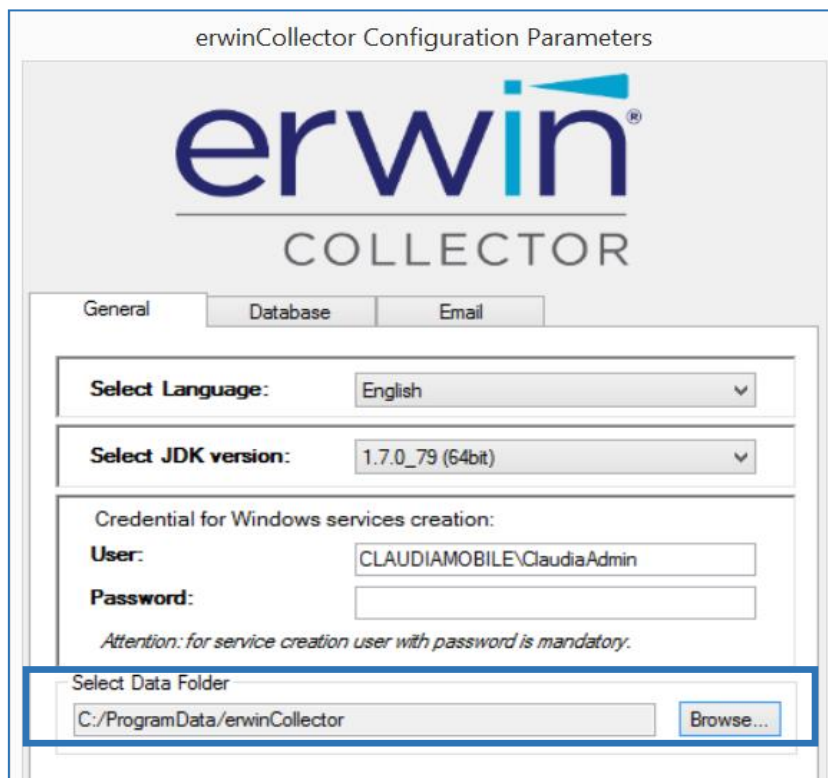 erwinCollector Configuration Parameters
erwin®
COLLECTOR
General Database Email
Select Language: English
Select JDK version: 1.7.0_79 (64bit)
Credential for Windows services creation:
User: CLAUDIAMOBILE\ClaudiaAdmin
Password:
Attention: for service creation user with password is mandatory.
Select Data Folder
C:/ProgramData/erwinCollector Browse...